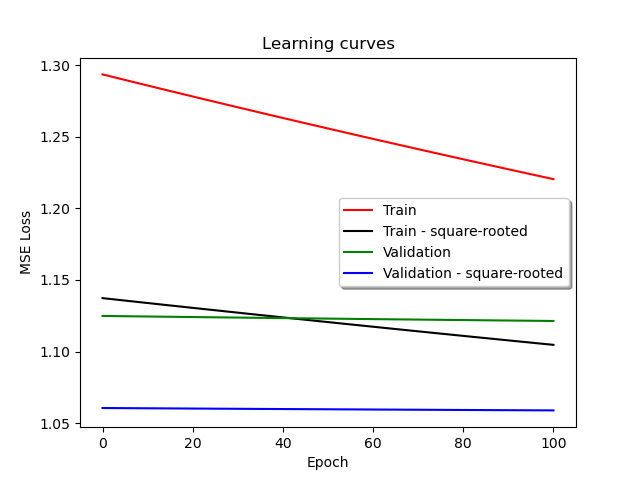 Learning curves
1.30
1.25
1.20
1.15
1.10
1.05
MSE Loss
Train
Train - square-rooted
Validation
Validation - square-rooted
0 20 40 60 80 100
Epoch